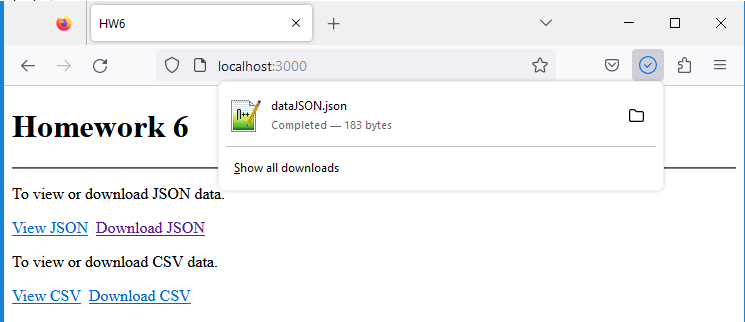 HW6
localhost:3000
dataJSON.json
Completed — 183 bytes
Show all downloads
Homework 6
To view or download JSON data.
View JSON Download JSON
To view or download CSV data.
View CSV Download CSV